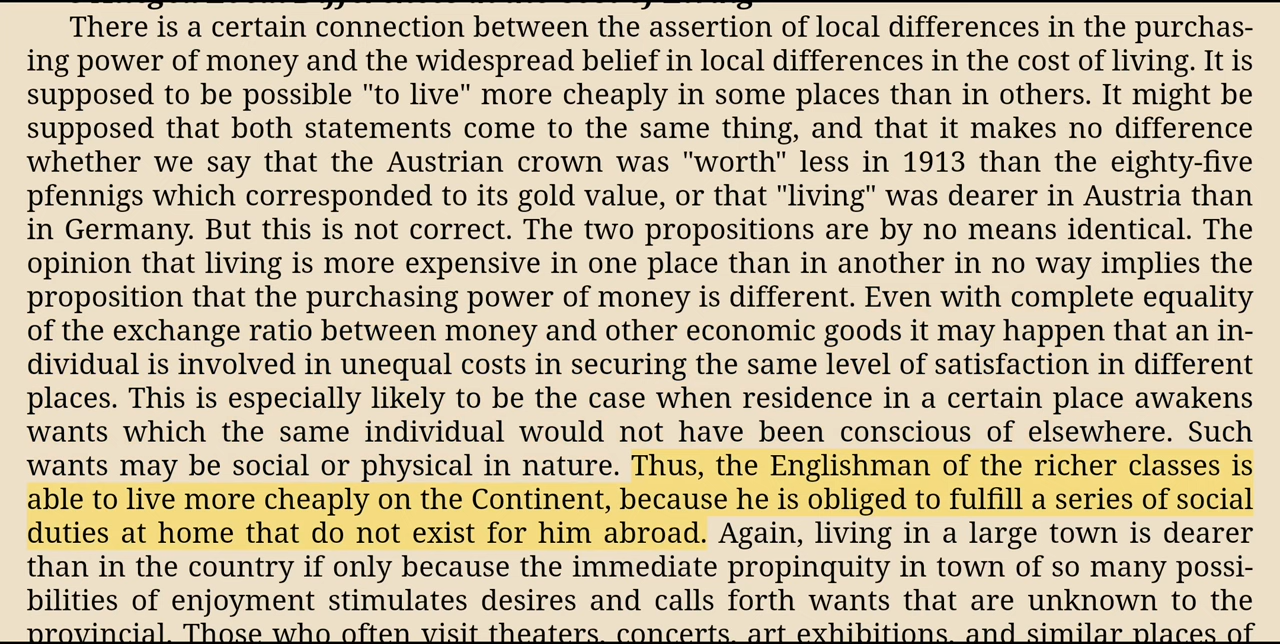 There is a certain connection between the assertion of local differences in the purchas-
ing power of money and the widespread belief in local differences in the cost of living. It is
supposed to be possible "to live" more cheaply in some places than in others. It might be
supposed that both statements come to the same thing, and that it makes no difference
whether we say that the Austrian crown was "worth" less in 1913 than the eighty-five
pfennigs which corresponded to its gold value, or that "living" was dearer in Austria than
in Germany. But this is not correct. The two propositions are by no means identical. The
opinion that living is more expensive in one place than in another in no way implies the
proposition that the purchasing power of money is different. Even with complete equality
of the exchange ratio between money and other economic goods it may happen that an in-
dividual is involved in unequal costs in securing the same level of satisfaction in different
places. This is especially likely to be the case when residence in a certain place awakens
wants which the same individual would not have been conscious of elsewhere. Such
wants may be social or physical in nature. Thus, the Englishman of the richer classes is
able to live more cheaply on the Continent, because he is obliged to fulfill a series of social
duties at home that do not exist for him abroad. Again, living in a large town is dearer
than in the country if only because the immediate propinquity in town of so many possi-
bilities of enjoyment stimulates desires and calls forth wants that are unknown to the
provincial. Those who often visit theaters, concerts, art exhibitions, and similar places of